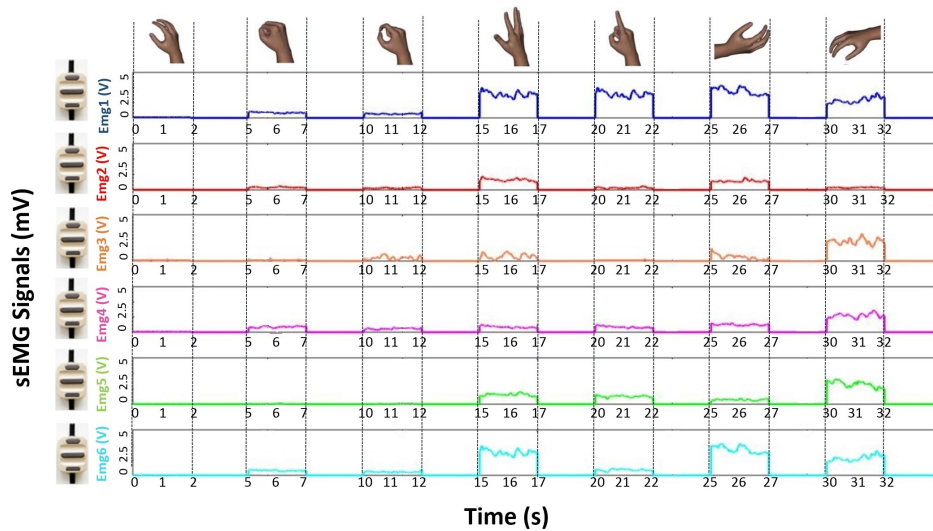 sEMG Signals (mV)
Emg1 (V)
0 2.5 5
0 1 2 5 7 10 12 15 16 17 20 21 22 25 26 27 30 31 32
Emg2 (V)
0 2.5 5
0 1 2 5 6 7 10 11 12 15 16 17 20 21 22 25 26 27 30 31 32
Emg3 (V)
0 2.5 5
0 1 2 5 6 7 10 11 12 15 16 17 20 21 22 25 26 27 30 31 32
Emg4 (V)
0 2.5 5
0 1 2 5 6 7 10 11 12 15 16 17 20 21 22 25 26 27 30 31 32
Emg5 (V)
0 2.5 5
0 1 2 5 6 7 10 11 12 15 16 17 20 21 22 25 26 27 30 31 32
Emg6 (V)
0 2.5 5
0 1 2 5 6 7 10 11 12 15 16 17 20 21 22 25 26 27 30 31 32
Time (s)